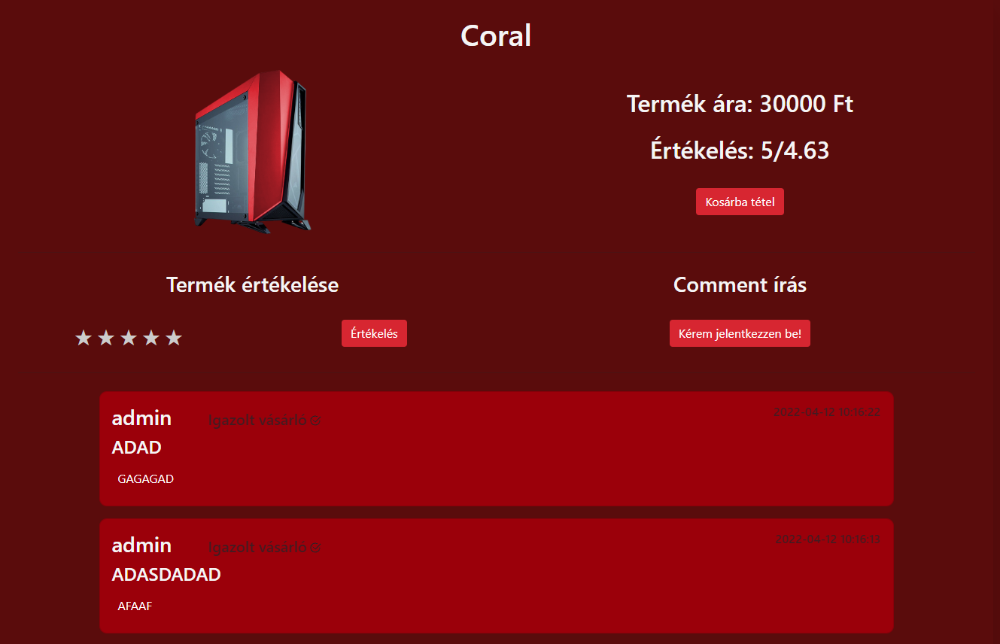 Coral
Termék ára: 30000 Ft
Értékelés: 5/4.63
Kosárba tétel
Termék értékelése
Comment írás
Értékelés
Kérem jelentkezzen be!
admin
Igazolt vásárló
2022-04-12 10:16:22
ADAD
GAGAGAD
admin
Igazolt vásárló
2022-04-12 10:16:13
ADASDADAD
AFAAF